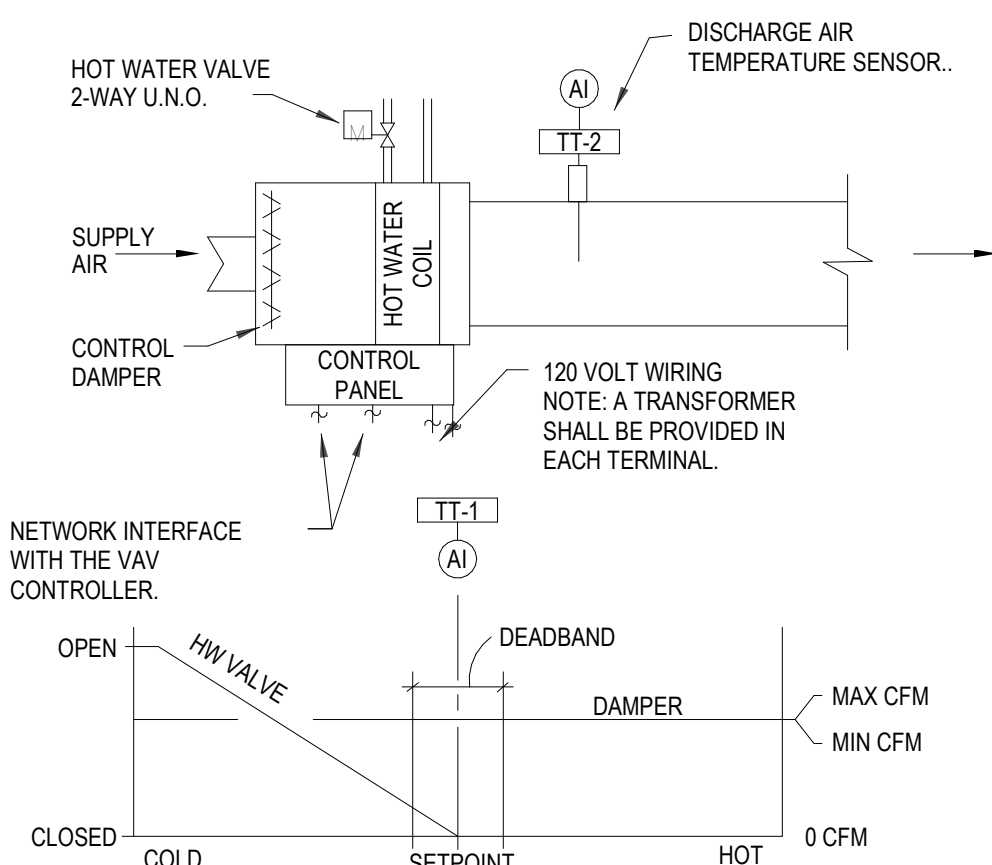 DISCHARGE AIR
TEMPERATURE SENSOR..
HOT WATER VALVE
2-WAY U.N.O.
AI
M
TT-2
SUPPLY
AIR
HOT WATER
COIL
CONTROL
DAMPER
CONTROL
PANEL
120 VOLT WIRING
NOTE: A TRANSFORMER
SHALL BE PROVIDED IN
EACH TERMINAL.
TT-1
AI
NETWORK INTERFACE
WITH THE VAV
CONTROLLER.
OPEN
HW VALVE
DEADBAND
DAMPER
MAX CFM
MIN CFM
CLOSED
0 CFM
COLD
SETPOINT
HOT